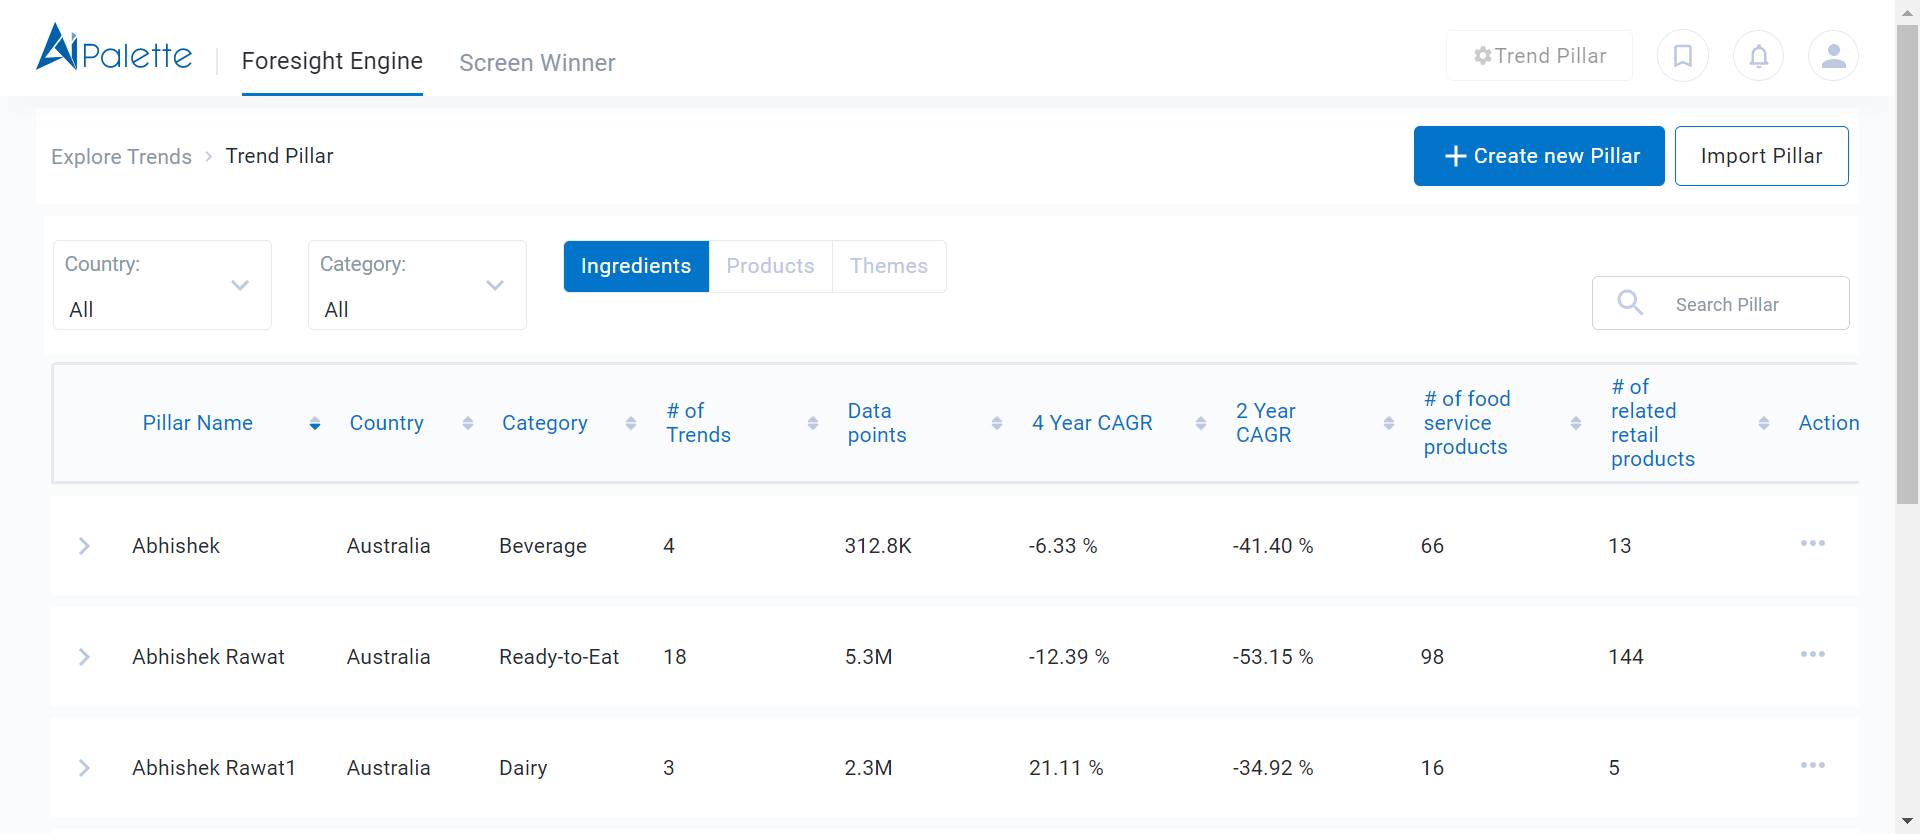 AiPalette
Foresight Engine
Screen Winner
Trend Pillar
Explore Trends > Trend Pillar
Create new Pillar
Import Pillar
Country:
All
Category:
All
Ingredients
Products
Themes
Search Pillar
Pillar Name
Country
Category
# of
Trends
Data
points
4 Year CAGR
2 Year
CAGR
# of food
service
products
# of
related
retail
products
Action
Abhishek Australia Beverage 4 312.8K -6.33 % -41.40 % 66 13
Abhishek Rawat Australia Ready-to-Eat 18 5.3M -12.39 % -53.15 % 98 144
Abhishek Rawat1 Australia Dairy 3 2.3M 21.11 % -34.92 % 16 5